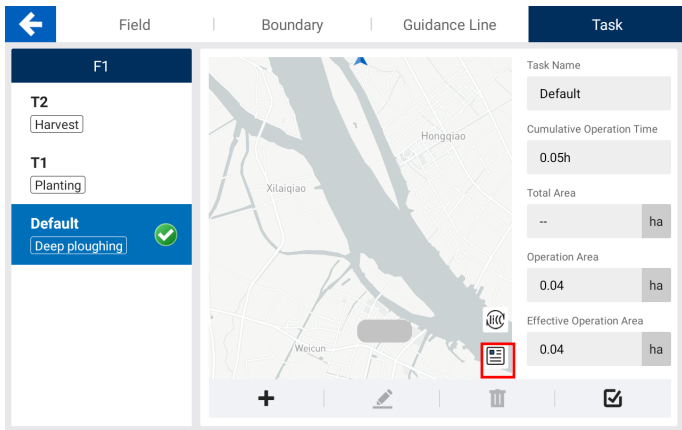 Field
Boundary
Guidance Line
Task
F1
T2
Harvest
T1
Planting
Default
Deep ploughing
Hongqiao
Xilaiqiao
Weicun
Task Name
Default
Cumulative Operation Time
0.05h
Total Area
-- ha
Operation Area
0.04 ha
Effective Operation Area
0.04 ha